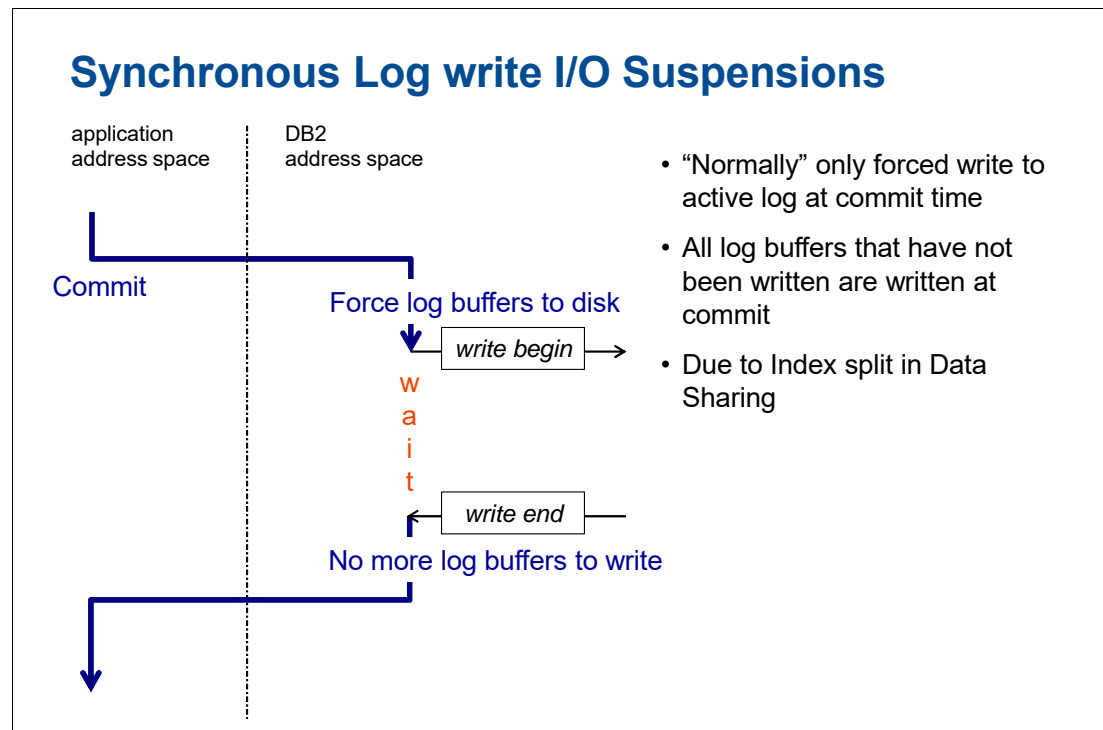 Synchronous Log write I/O Suspensions
application
address space
DB2
address space
Commit
Force log buffers to disk
write begin
wait
write end
No more log buffers to write
• “Normally” only forced write to
active log at commit time
• All log buffers that have not
been written are written at
commit
• Due to Index split in Data
Sharing